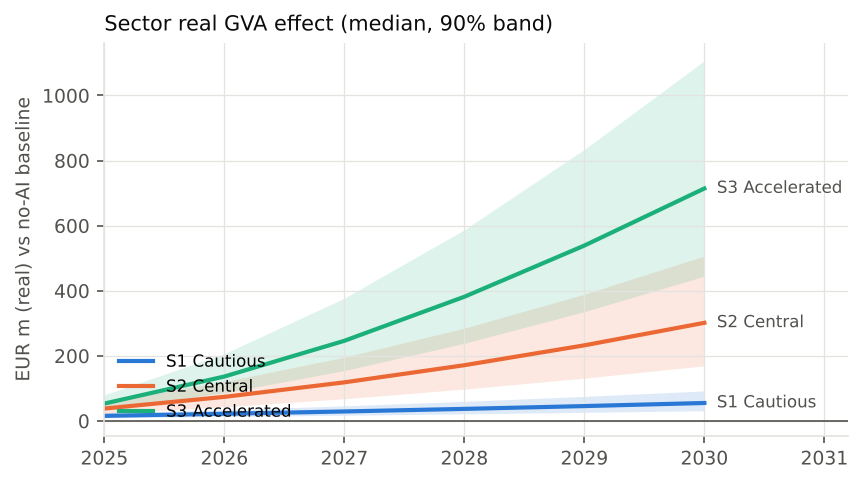 Sector real GVA effect (median, 90% band)
EUR m (real) vs no-AI baseline
1000
800
600
400
200
0
S3 Accelerated
S2 Central
S1 Cautious
S1 Cautious
S2 Central
S3 Accelerated
2025 2026 2027 2028 2029 2030 2031